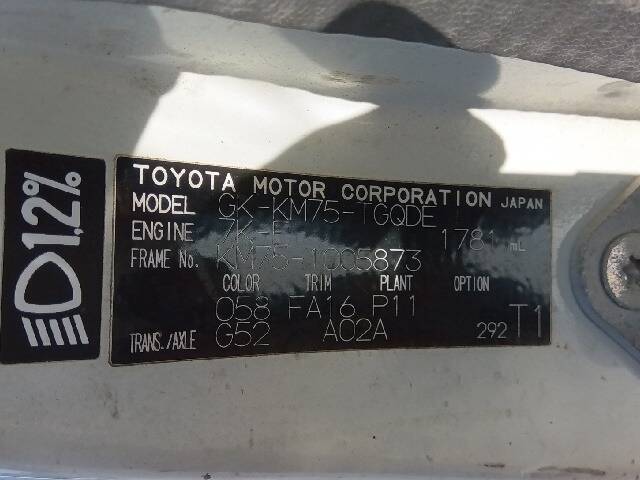 1.2%
TOYOTA MOTOR CORPORATION JAPAN
MODEL GK-KM75-TGQDE
ENGINE 7K-E 1781 mL
FRAME No. KM75-1005873
COLOR TRIM PLANT OPTION
058 FA16 P11
TRANS./AXLE G52 A02A 292 T1